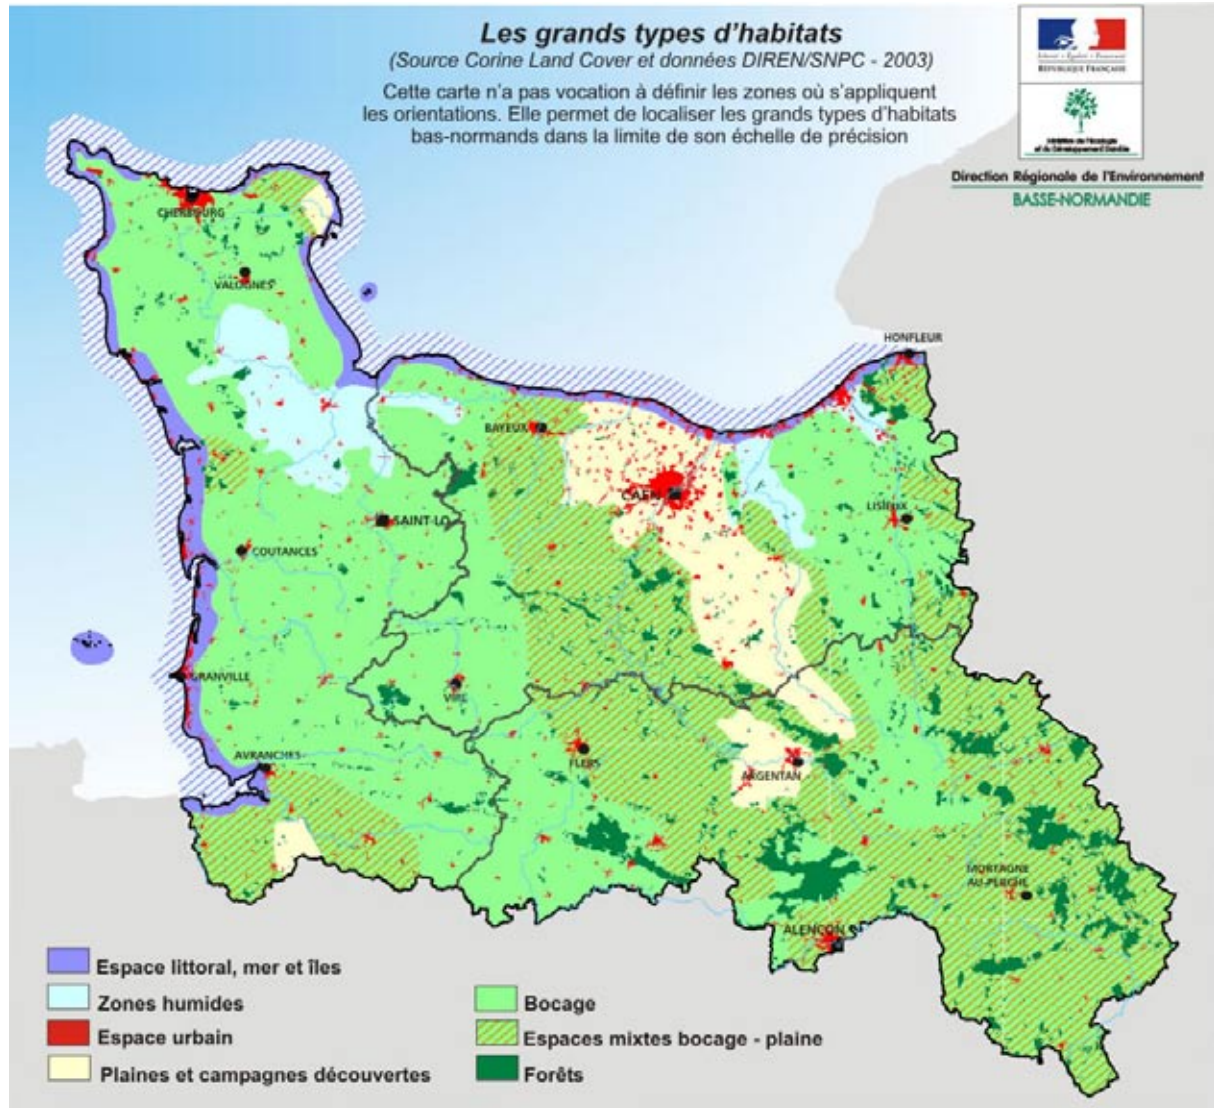 Les grands types d'habitats
(Source Corine Land Cover et données DIREN/SNPC - 2003)
Cette carte n'a pas vocation à définir les zones où s'appliquent
les orientations. Elle permet de localiser les grands types d'habitats
bas-normands dans la limite de son échelle de précision
RÉPUBLIQUE FRANÇAISE
Direction Régionale de l'Environnement
BASSE-NORMANDIE
CHERBOURG
VALOGNES
HONFLEUR
BAYEUX
CAEN
LISIEUX
SAINT-LO
COUTANCES
GRANVILLE
VIRE
AVRANCHES
FLERS
ARGENTAN
MORTAGNE
AU-PERCHE
ALENÇON
Espace littoral, mer et îles
Zones humides
Espace urbain
Plaines et campagnes découvertes
Bocage
Espaces mixtes bocage - plaine
Forêts